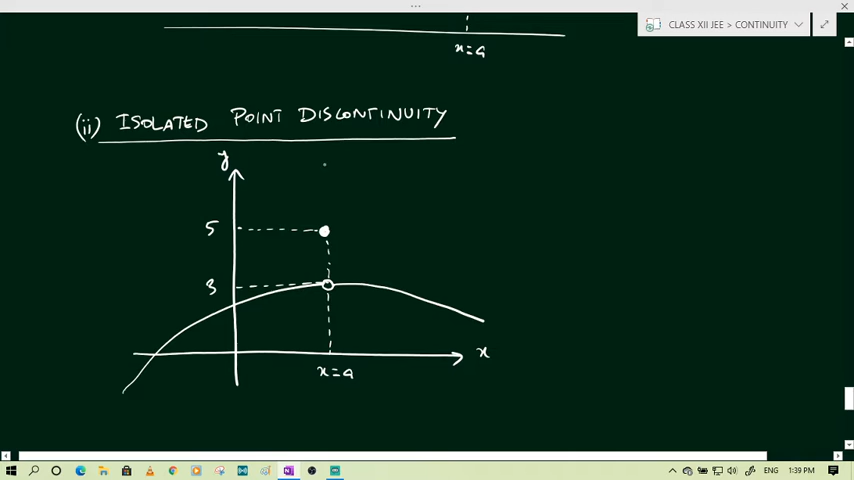 CLASS XII JEE > CONTINUITY
x=a
(ii) ISOLATED POINT DISCONTINUITY
y
5
3
x
x=a
ENG 1:39 PM